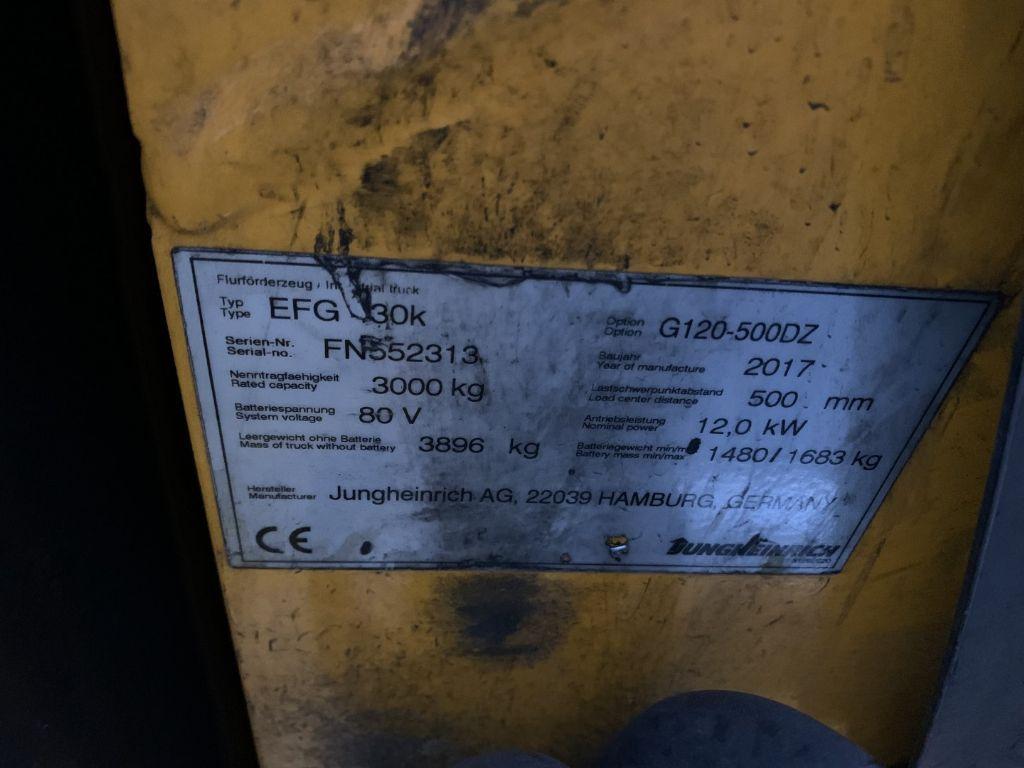 Flurförderzeug / truck
Typ
Type
EFG 30k
Option
Option
G120-500DZ
Serien-Nr.
Serial-no.
FN552313
Baujahr
Year of manufacture
2017
Nenntragfaehigkeit
Rated capacity
3000 kg
Lastschwerpunktabstand
Load center distance
500 mm
Batteriespannung
System voltage
80 V
Antriebsleistung
Nominal power
12,0 kW
Leergewicht ohne Batterie
Mass of truck without battery
3896 kg
Batteriegewicht
Battery mass min/max
1480/1683 kg
Hersteller
Manufacturer
Jungheinrich AG, 22039 HAMBURG, GERMANY
CE
JUNGHEINRICH